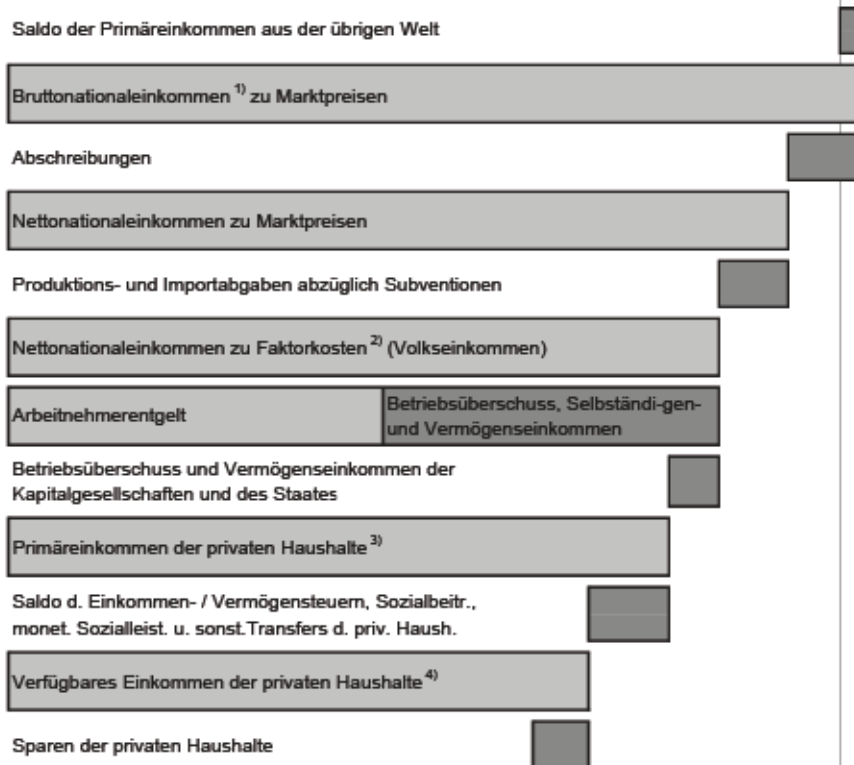 Saldo der Primäreinkommen aus der übrigen Welt
Bruttonationaleinkommen 1) zu Marktpreisen
Abschreibungen
Nettonationaleinkommen zu Marktpreisen
Produktions- und Importabgaben abzüglich Subventionen
Nettonationaleinkommen zu Faktorkosten 2) (Volkseinkommen)
Arbeitnehmerentgelt
Betriebsüberschuss, Selbständi-gen-
und Vermögenseinkommen
Betriebsüberschuss und Vermögenseinkommen der
Kapitalgesellschaften und des Staates
Primäreinkommen der privaten Haushalte 3)
Saldo d. Einkommen- / Vermögensteuern, Sozialbeitr.,
monet. Sozialleist. u. sonst.Transfers d. priv. Haush.
Verfügbares Einkommen der privaten Haushalte 4)
Sparen der privaten Haushalte